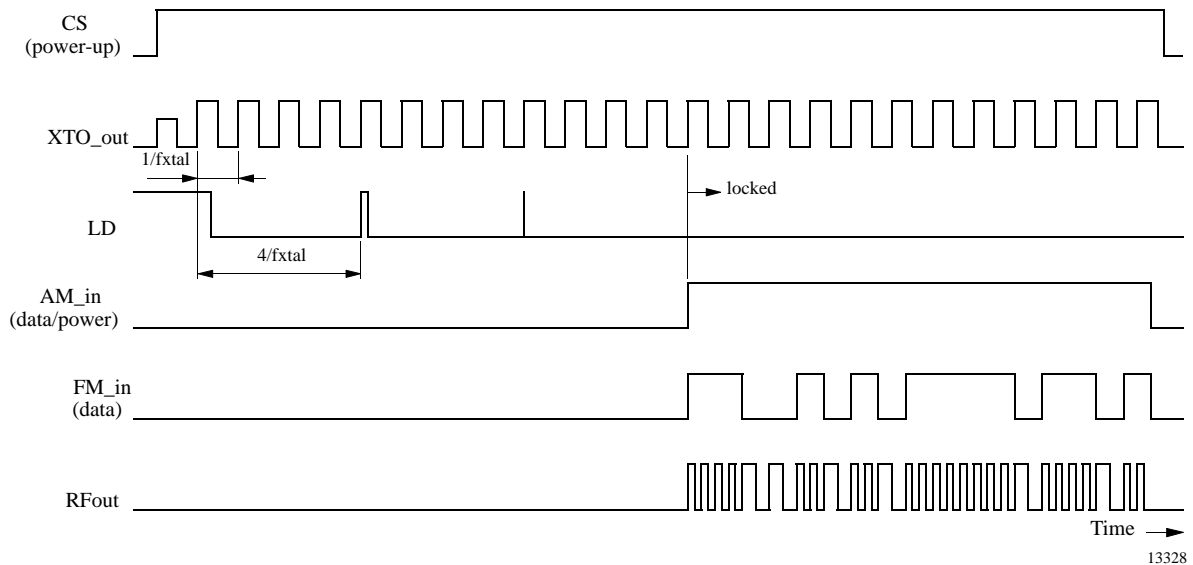 CS
(power-up)
XTO_out
1/fxtal
locked
LD
4/fxtal
AM_in
(data/power)
FM_in
(data)
RFout
Time
13328